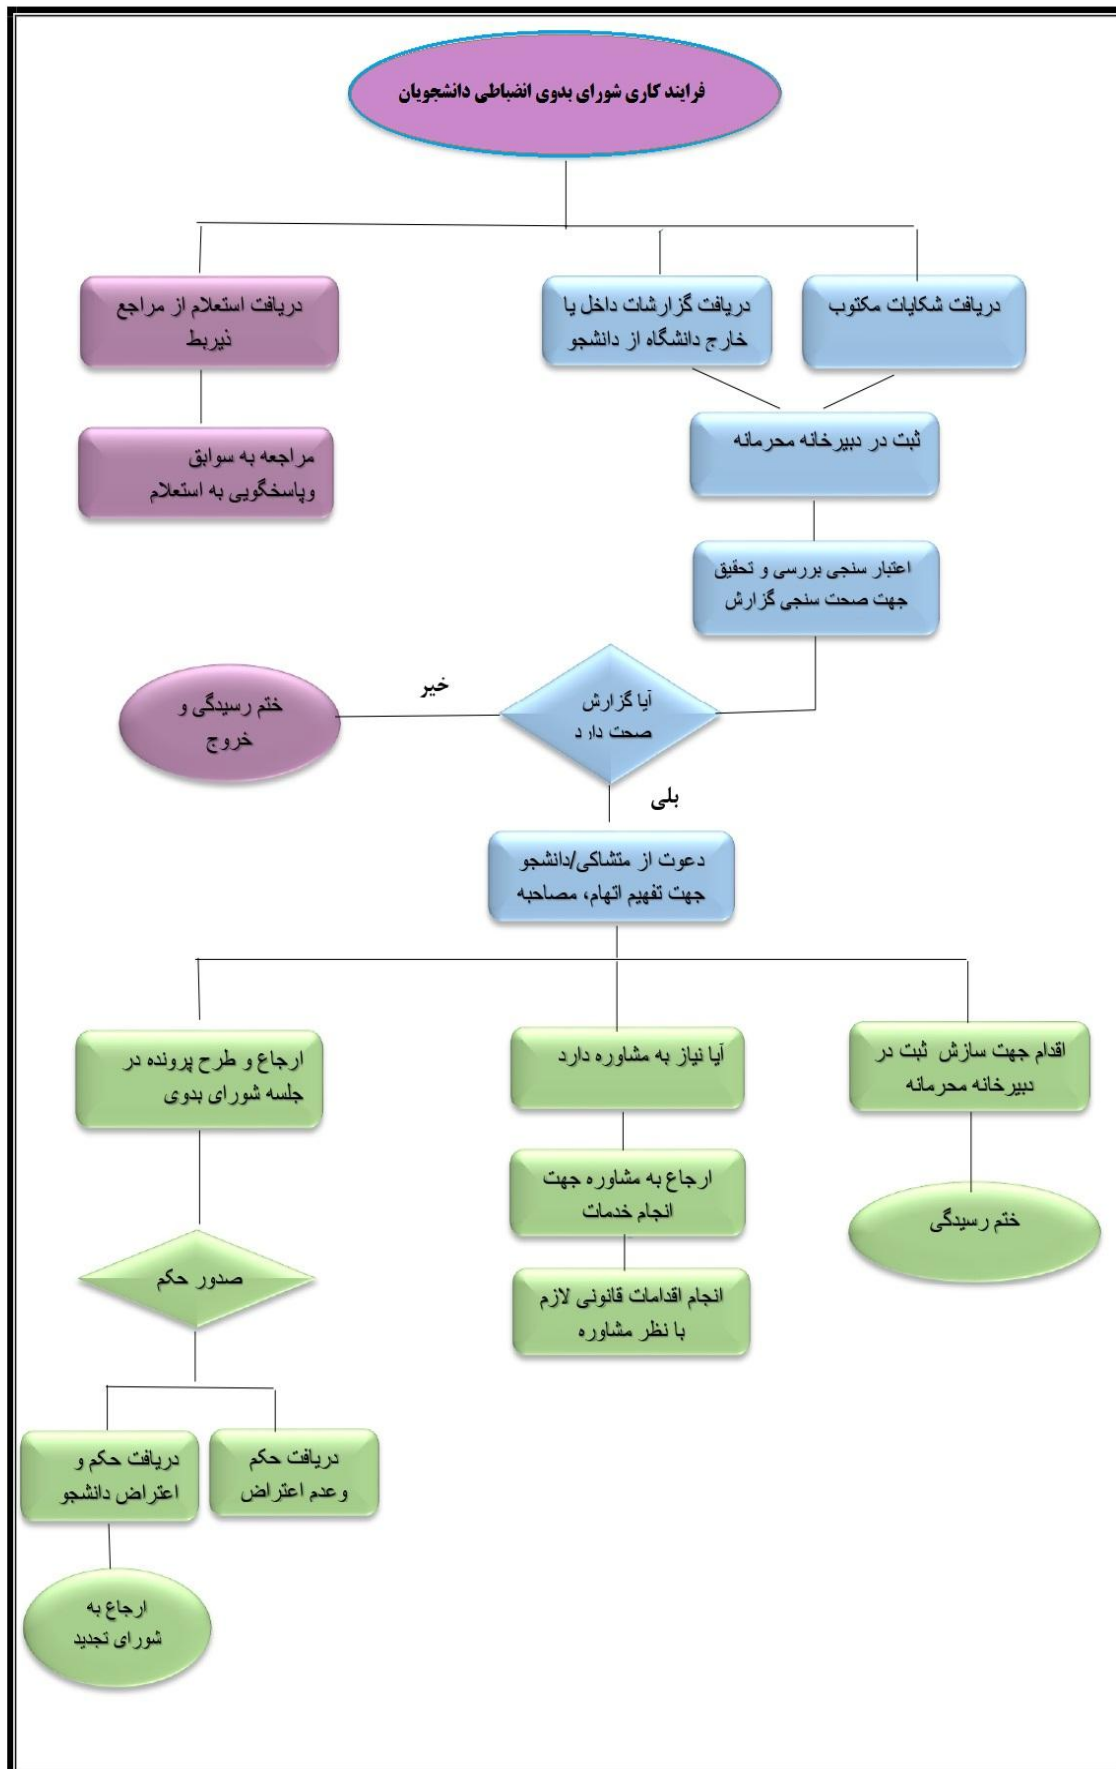 فرایند کاری شورای بدوی انضباطی دانشجویان
دریافت شکایات مکتوب
دریافت گزارشات داخل یا
خارج دانشگاه از دانشجو
دریافت استعلام از مراجع
ذیربط
ثبت در دبیرخانه محرمانه
مراجعه به سوابق
وپاسخگویی به استعلام
اعتبار سنجی بررسی و تحقیق
جهت صحت سنجی گزارش
آیا گزارش
صحت دارد
خیر
ختم رسیدگی و
خروج
بلی
دعوت از متشاکی/دانشجو
جهت تفهیم اتهام، مصاحبه
اقدام جهت سازش ثبت در
دبیرخانه محرمانه
آیا نیاز به مشاوره دارد
ارجاع و طرح پرونده در
جلسه شورای بدوی
ختم رسیدگی
ارجاع به مشاوره جهت
انجام خدمات
صدور حکم
انجام اقدامات قانونی لازم
با نظر مشاوره
دریافت حکم
وعدم اعتراض
دریافت حکم و
اعتراض دانشجو
ارجاع به
شورای تجدید